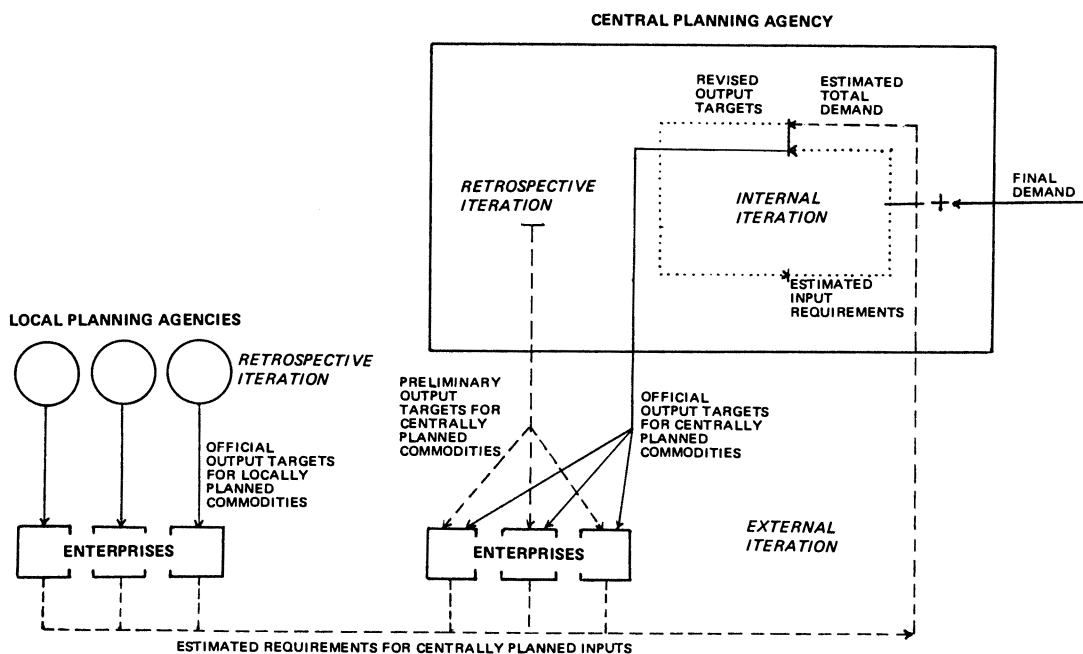 CENTRAL PLANNING AGENCY
REVISED
OUTPUT
TARGETS
ESTIMATED
TOTAL
DEMAND
RETROSPECTIVE
ITERATION
INTERNAL
ITERATION
FINAL
DEMAND
ESTIMATED
INPUT
REQUIREMENTS
LOCAL PLANNING AGENCIES
RETROSPECTIVE
ITERATION
PRELIMINARY
OUTPUT
TARGETS FOR
CENTRALLY
PLANNED
COMMODITIES
OFFICIAL
OUTPUT TARGETS
FOR CENTRALLY
PLANNED
COMMODITIES
OFFICIAL
OUTPUT TARGETS
FOR LOCALLY
PLANNED
COMMODITIES
ENTERPRISES
ENTERPRISES
EXTERNAL
ITERATION
ESTIMATED REQUIREMENTS FOR CENTRALLY PLANNED INPUTS